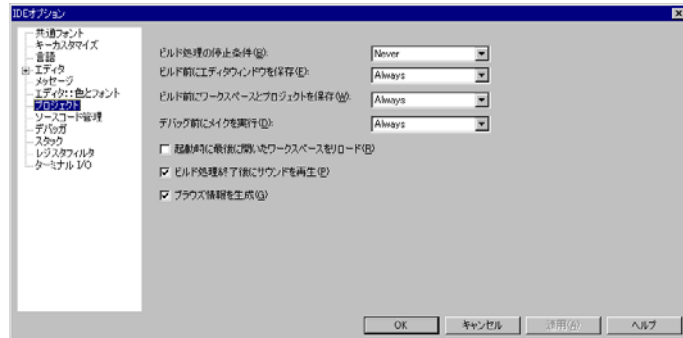 IDEオプション
共通フォント
キーカスタマイズ
言語
エディタ
メッセージ
エディタ::色とフォント
プロジェクト
ソースコード管理
デバッガ
スタック
レジスタフィルタ
ターミナル I/O
ビルド処理の停止条件(B): Never
ビルド前にエディタウィンドウを保存(E): Always
ビルド前にワークスペースとプロジェクトを保存(W): Always
デバッグ前にメイクを実行(D): Always
起動時に最後に開いたワークスペースをリロード(R)
ビルド処理終了後にサウンドを再生(P)
ブラウズ情報を生成(G)
OK キャンセル 適用(A) ヘルプ